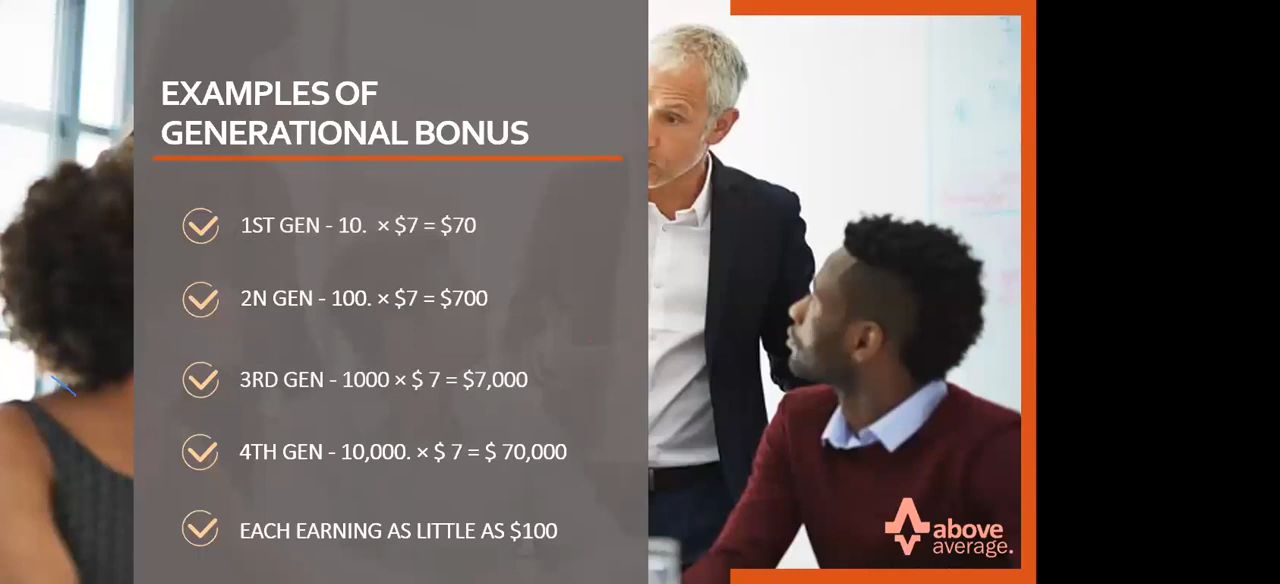 EXAMPLES OF
GENERATIONAL BONUS
1ST GEN - 10. × $7 = $70
2N GEN - 100. × $7 = $700
3RD GEN - 1000 × $ 7 = $7,000
4TH GEN - 10,000. × $ 7 = $ 70,000
EACH EARNING AS LITTLE AS $100
above
average.